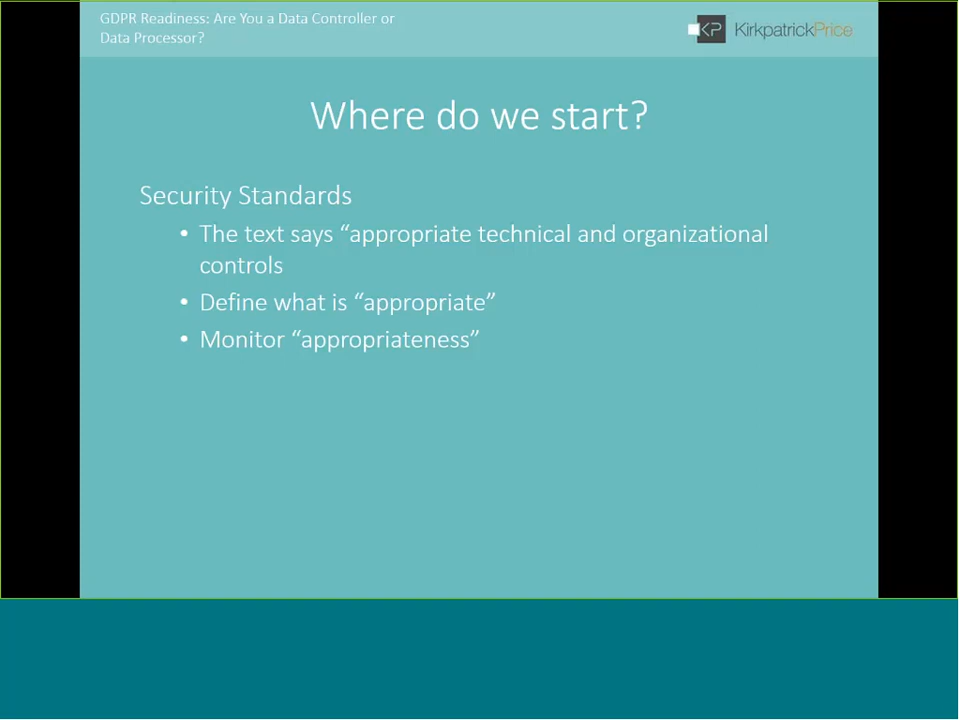 GDPR Readiness: Are You a Data Controller or
Data Processor?
KP KirkpatrickPrice
Where do we start?
Security Standards
• The text says “appropriate technical and organizational
controls
• Define what is “appropriate”
• Monitor “appropriateness”